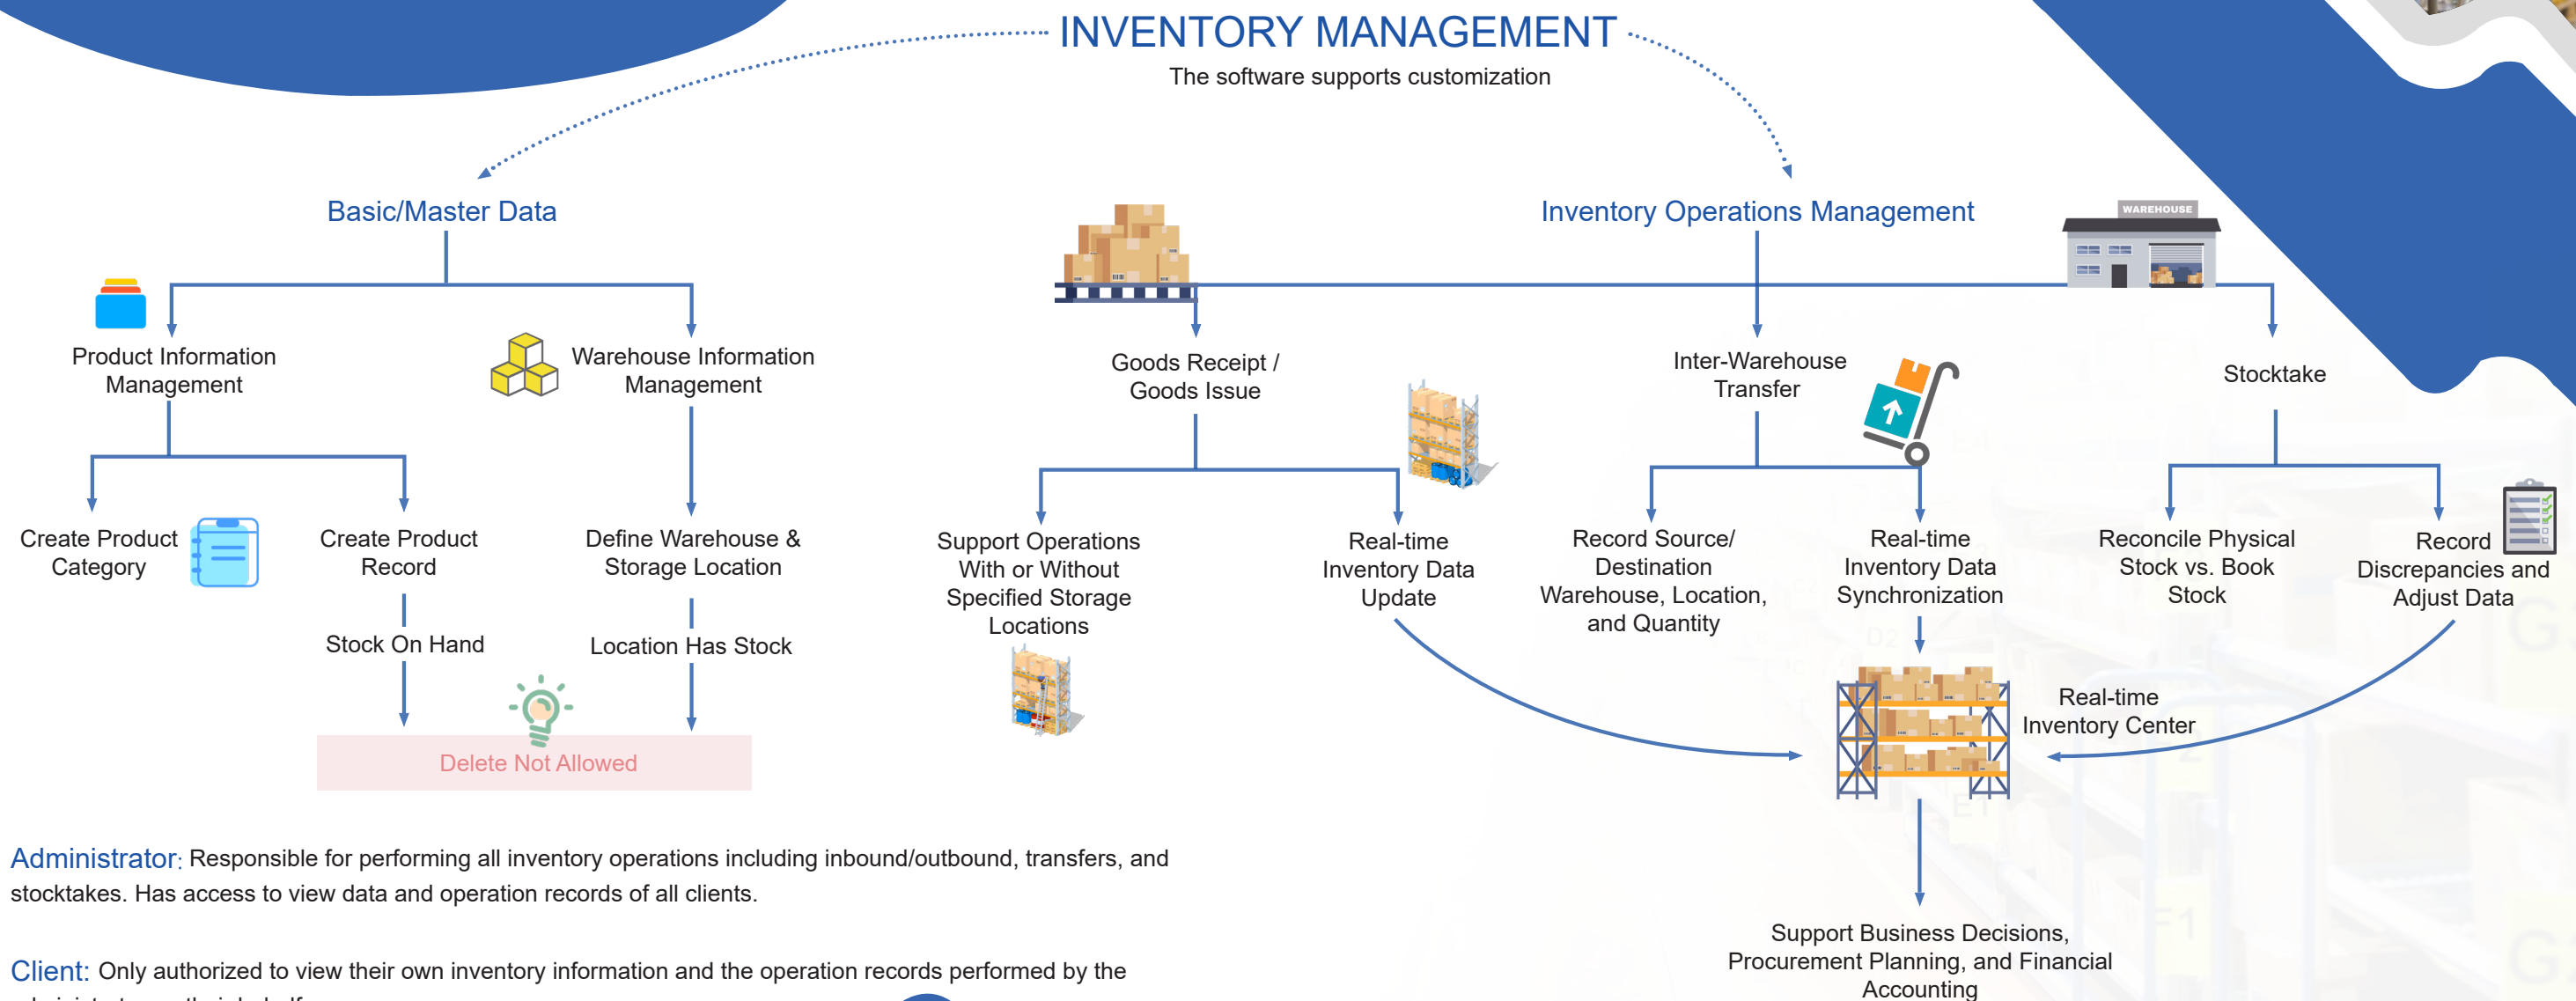 INVENTORY MANAGEMENT
The software supports customization
Basic/Master Data
Inventory Operations Management
WAREHOUSE
Product Information
Management
Warehouse Information
Management
Goods Receipt /
Goods Issue
Inter-Warehouse
Transfer
Stocktake
Create Product
Category
Create Product
Record
Define Warehouse &
Storage Location
Support Operations
With or Without
Specified Storage
Locations
Real-time
Inventory Data
Update
Record Source/
Destination
Warehouse, Location,
and Quantity
Real-time
Inventory Data
Synchronization
Reconcile Physical
Stock vs. Book
Stock
Record
Discrepancies and
Adjust Data
Stock On Hand
Location Has Stock
Delete Not Allowed
Real-time
Inventory Center
Administrator: Responsible for performing all inventory operations including inbound/outbound, transfers, and
stocktakes. Has access to view data and operation records of all clients.
Client: Only authorized to view their own inventory information and the operation records performed by the
Support Business Decisions,
Procurement Planning, and Financial
Accounting
D2
E1
F1
G
G